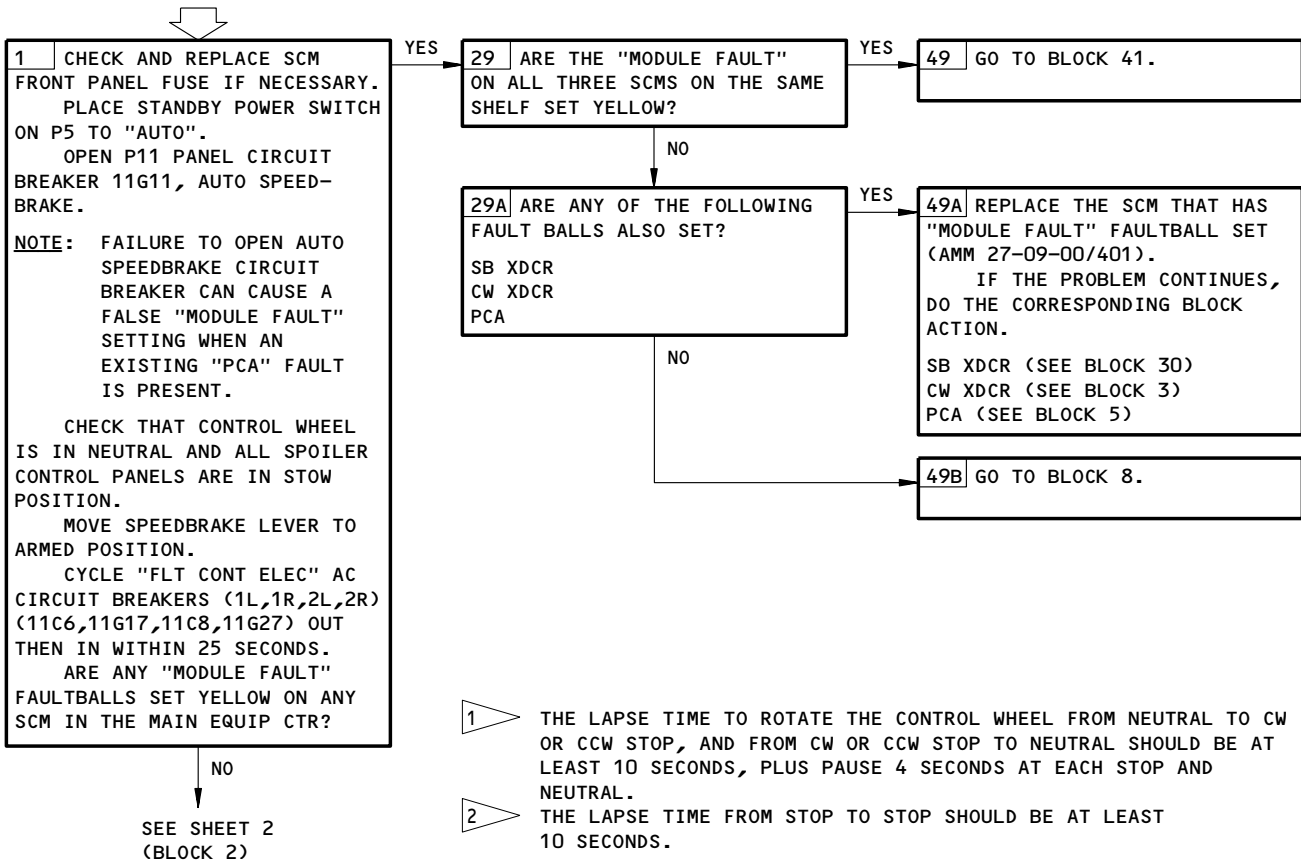 1 CHECK AND REPLACE SCM
FRONT PANEL FUSE IF NECESSARY.
PLACE STANDBY POWER SWITCH
ON P5 TO "AUTO".
OPEN P11 PANEL CIRCUIT
BREAKER 11G11, AUTO SPEED-
BRAKE.
NOTE: FAILURE TO OPEN AUTO
SPEEDBRAKE CIRCUIT
BREAKER CAN CAUSE A
FALSE "MODULE FAULT"
SETTING WHEN AN
EXISTING "PCA" FAULT
IS PRESENT.
CHECK THAT CONTROL WHEEL
IS IN NEUTRAL AND ALL SPOILER
CONTROL PANELS ARE IN STOW
POSITION.
MOVE SPEEDBRAKE LEVER TO
ARMED POSITION.
CYCLE "FLT CONT ELEC" AC
CIRCUIT BREAKERS (1L,1R,2L,2R)
(11C6,11G17,11C8,11G27) OUT
THEN IN WITHIN 25 SECONDS.
ARE ANY "MODULE FAULT"
FAULTBALLS SET YELLOW ON ANY
SCM IN THE MAIN EQUIP CTR?
YES
NO
SEE SHEET 2
(BLOCK 2)
29 ARE THE "MODULE FAULT"
ON ALL THREE SCMS ON THE SAME
SHELF SET YELLOW?
YES
NO
49 GO TO BLOCK 41.
29A ARE ANY OF THE FOLLOWING
FAULT BALLS ALSO SET?
SB XDCR
CW XDCR
PCA
YES
NO
49A REPLACE THE SCM THAT HAS
"MODULE FAULT" FAULTBALL SET
(AMM 27-09-00/401).
IF THE PROBLEM CONTINUES,
DO THE CORRESPONDING BLOCK
ACTION.
SB XDCR (SEE BLOCK 30)
CW XDCR (SEE BLOCK 3)
PCA (SEE BLOCK 5)
49B GO TO BLOCK 8.
1 THE LAPSE TIME TO ROTATE THE CONTROL WHEEL FROM NEUTRAL TO CW
OR CCW STOP, AND FROM CW OR CCW STOP TO NEUTRAL SHOULD BE AT
LEAST 10 SECONDS, PLUS PAUSE 4 SECONDS AT EACH STOP AND
NEUTRAL.
2 THE LAPSE TIME FROM STOP TO STOP SHOULD BE AT LEAST
10 SECONDS.